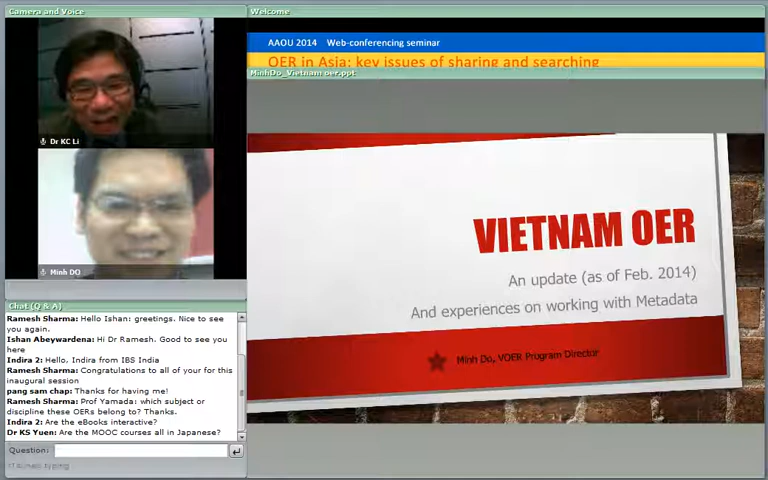 Camera and Voice
Dr KC Li
Minh DO
Chat (Q & A)
Ramesh Sharma: Hello Ishan: greetings. Nice to see
you again.
Ishan Abeywardena: Hi Dr Ramesh. Good to see you
here
Indira 2: Hello, Indira from IBS India
Ramesh Sharma: Congratulations to all of your for this
inaugural session
pang sam chap: Thanks for having me!
Ramesh Sharma: Prof Yamada: which subject or
discipline these OERs belong to? Thanks.
Indira 2: Are the eBooks interactive?
Dr KS Yuen: Are the MOOC courses all in Japanese?
Question:
Welcome
AAOU 2014 Web-conferencing seminar
OER in Asia: key issues of sharing and searching
MinhDo_Vietnam oer.ppt
VIETNAM OER
An update (as of Feb. 2014)
And experiences on working with Metadata
Minh Do, VOER Program Director